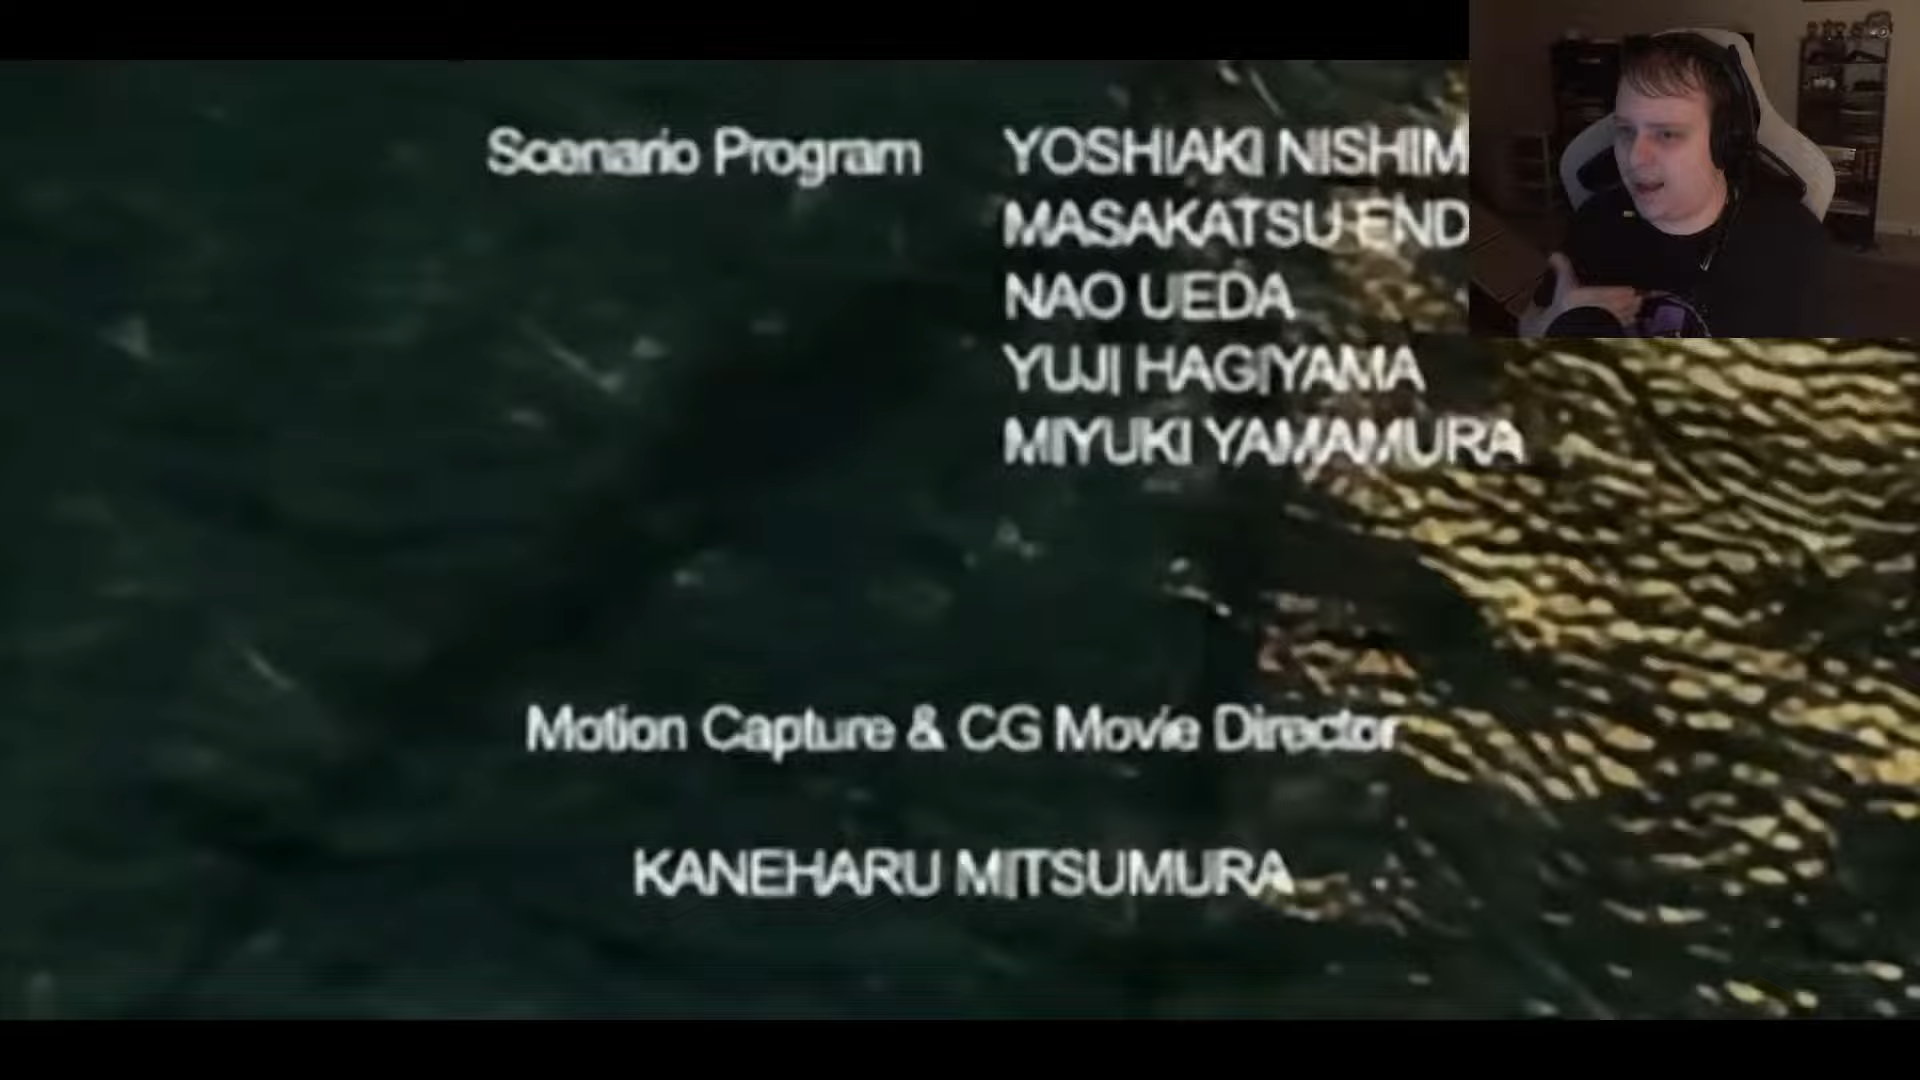 Scenario Program YOSHIAKI NISHIM
MASAKATSU END
NAO UEDA
YUJI HAGIYAMA
MIYUKI YAMAMURA
Motion Capture & CG Movie Director
KANEHARU MITSUMURA